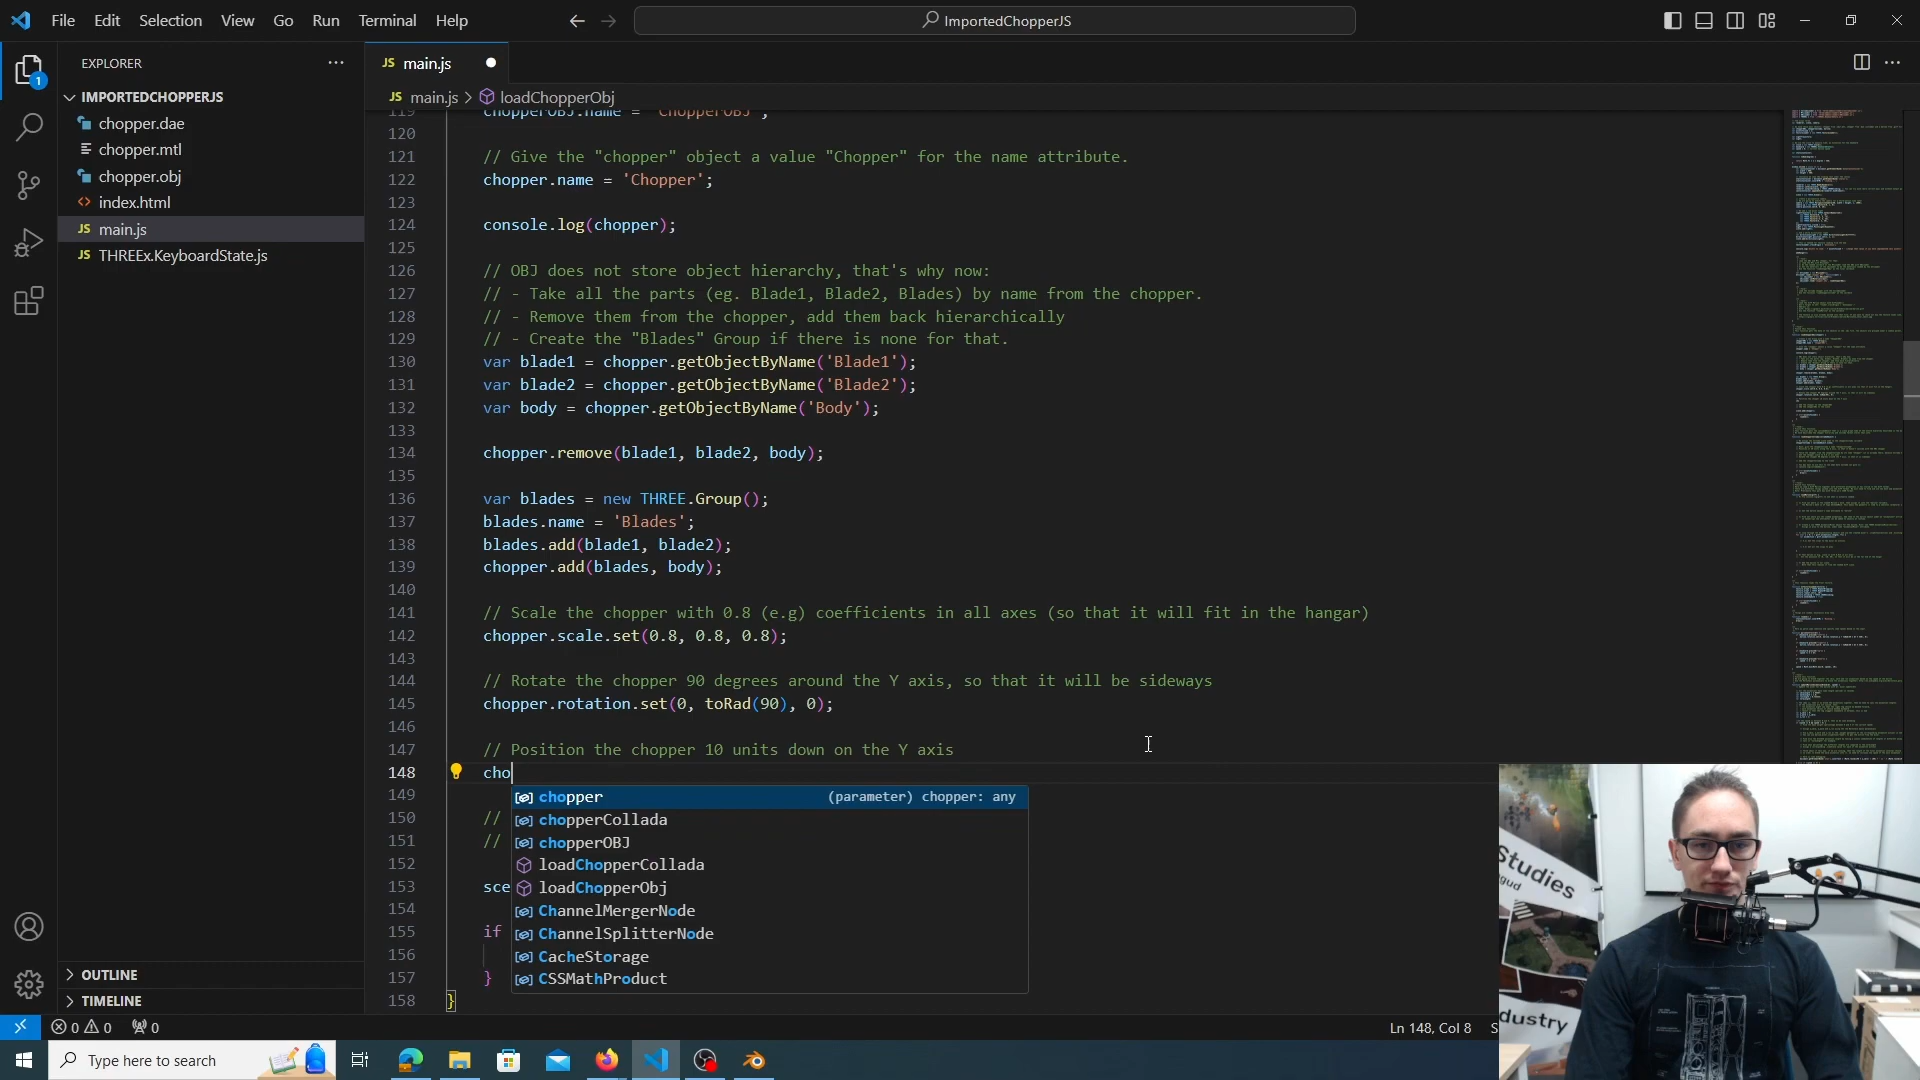 File Edit Selection View Go Run Terminal Help
ImportedChopperJS
EXPLORER
IMPORTEDCHOPPERJS
chopper.dae
chopper.mtl
chopper.obj
index.html
JS main.js
JS THREEx.KeyboardState.js
OUTLINE
TIMELINE
1
JS main.js
JS main.js > loadChopperObj
119 chopperOBJ.name = 'ChopperOBJ';
120
121 // Give the "chopper" object a value "Chopper" for the name attribute.
122 chopper.name = 'Chopper';
123
124 console.log(chopper);
125
126 // OBJ does not store object hierarchy, that's why now:
127 // - Take all the parts (eg. Blade1, Blade2, Blades) by name from the chopper.
128 // - Remove them from the chopper, add them back hierarchically
129 // - Create the "Blades" Group if there is none for that.
130 var blade1 = chopper.getObjectByName('Blade1');
131 var blade2 = chopper.getObjectByName('Blade2');
132 var body = chopper.getObjectByName('Body');
133
134 chopper.remove(blade1, blade2, body);
135
136 var blades = new THREE.Group();
137 blades.name = 'Blades';
138 blades.add(blade1, blade2);
139 chopper.add(blades, body);
140
141 // Scale the chopper with 0.8 (e.g) coefficients in all axes (so that it will fit in the hangar)
142 chopper.scale.set(0.8, 0.8, 0.8);
143
144 // Rotate the chopper 90 degrees around the Y axis, so that it will be sideways
145 chopper.rotation.set(0, toRad(90), 0);
146
147 // Position the chopper 10 units down on the Y axis
148 cho
149
150 //
151 //
152
153 sce
154
155 if
156
157 }
158 }
chopper (parameter) chopper: any
chopperCollada
chopperOBJ
loadChopperCollada
loadChopperObj
ChannelMergerNode
ChannelSplitterNode
CacheStorage
CSSMathProduct
Studies
gud
dustry
0 0 0
Ln 148, Col 8 S
Type here to search